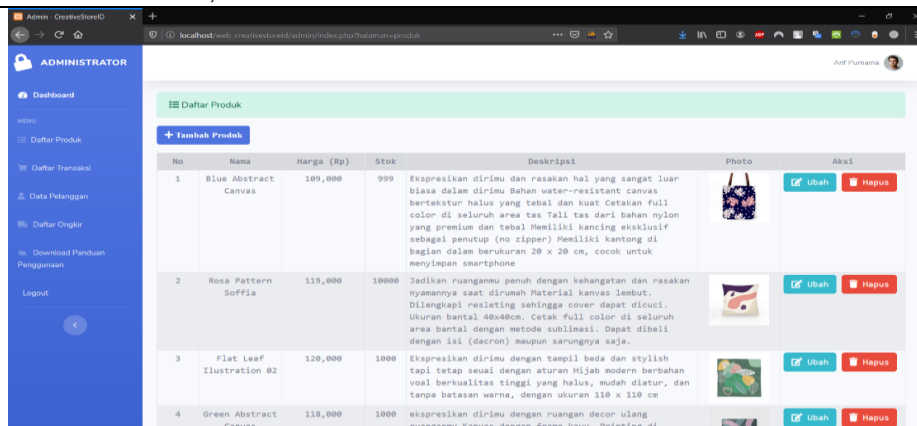 Admin - CreativeStoreID
localhost/web_creativestoreid/admin/index.php?halaman=produk
ADMINISTRATOR
Arif Purnama
Dashboard
MENU
Daftar Produk
Daftar Transaksi
Data Pelanggan
Daftar Ongkir
Download Panduan
Penggunaan
Logout
Daftar Produk
Tambah Produk
No Nama Harga (Rp) Stok Deskripsi Photo Aksi
1 Blue Abstract 109,000 999 Ekspresikan dirimu dan rasakan hal yang sangat luar Ubah Hapus
Canvas biasa dalam dirimu Bahan water-resistant canvas
bertekstur halus yang tebal dan kuat Cetakan full
color di seluruh area tas Tali tas dari bahan nylon
yang premium dan tebal Memiliki kancing eksklusif
sebagai penutup (no zipper) Memiliki kantong di
bagian dalam berukuran 20 x 20 cm, cocok untuk
menyimpan smartphone
2 Rosa Pattern 119,000 10000 Jadikan ruanganmu penuh dengan kehangatan dan rasakan Ubah Hapus
Soffia nyamannya saat dirumah Material kanvas lembut.
Dilengkapi resleting sehingga cover dapat dicuci.
Ukuran bantal 40x40cm. Cetak full color di seluruh
area bantal dengan metode sublimasi. Dapat dibeli
dengan isi (dacron) maupun sarungnya saja.
3 Flat Leaf 120,000 1000 Ekspresikan dirimu dengan tampil beda dan stylish Ubah Hapus
Ilustration 02 tapi tetap seuai dengan aturan Hijab modern berbahan
voal berkualitas tinggi yang halus, mudah diatur, dan
tanpa batasan warna, dengan ukuran 110 x 110 cm
4 Green Abstract 118,000 1000 ekspresikan dirimu dengan ruangan decor ulang Ubah Hapus